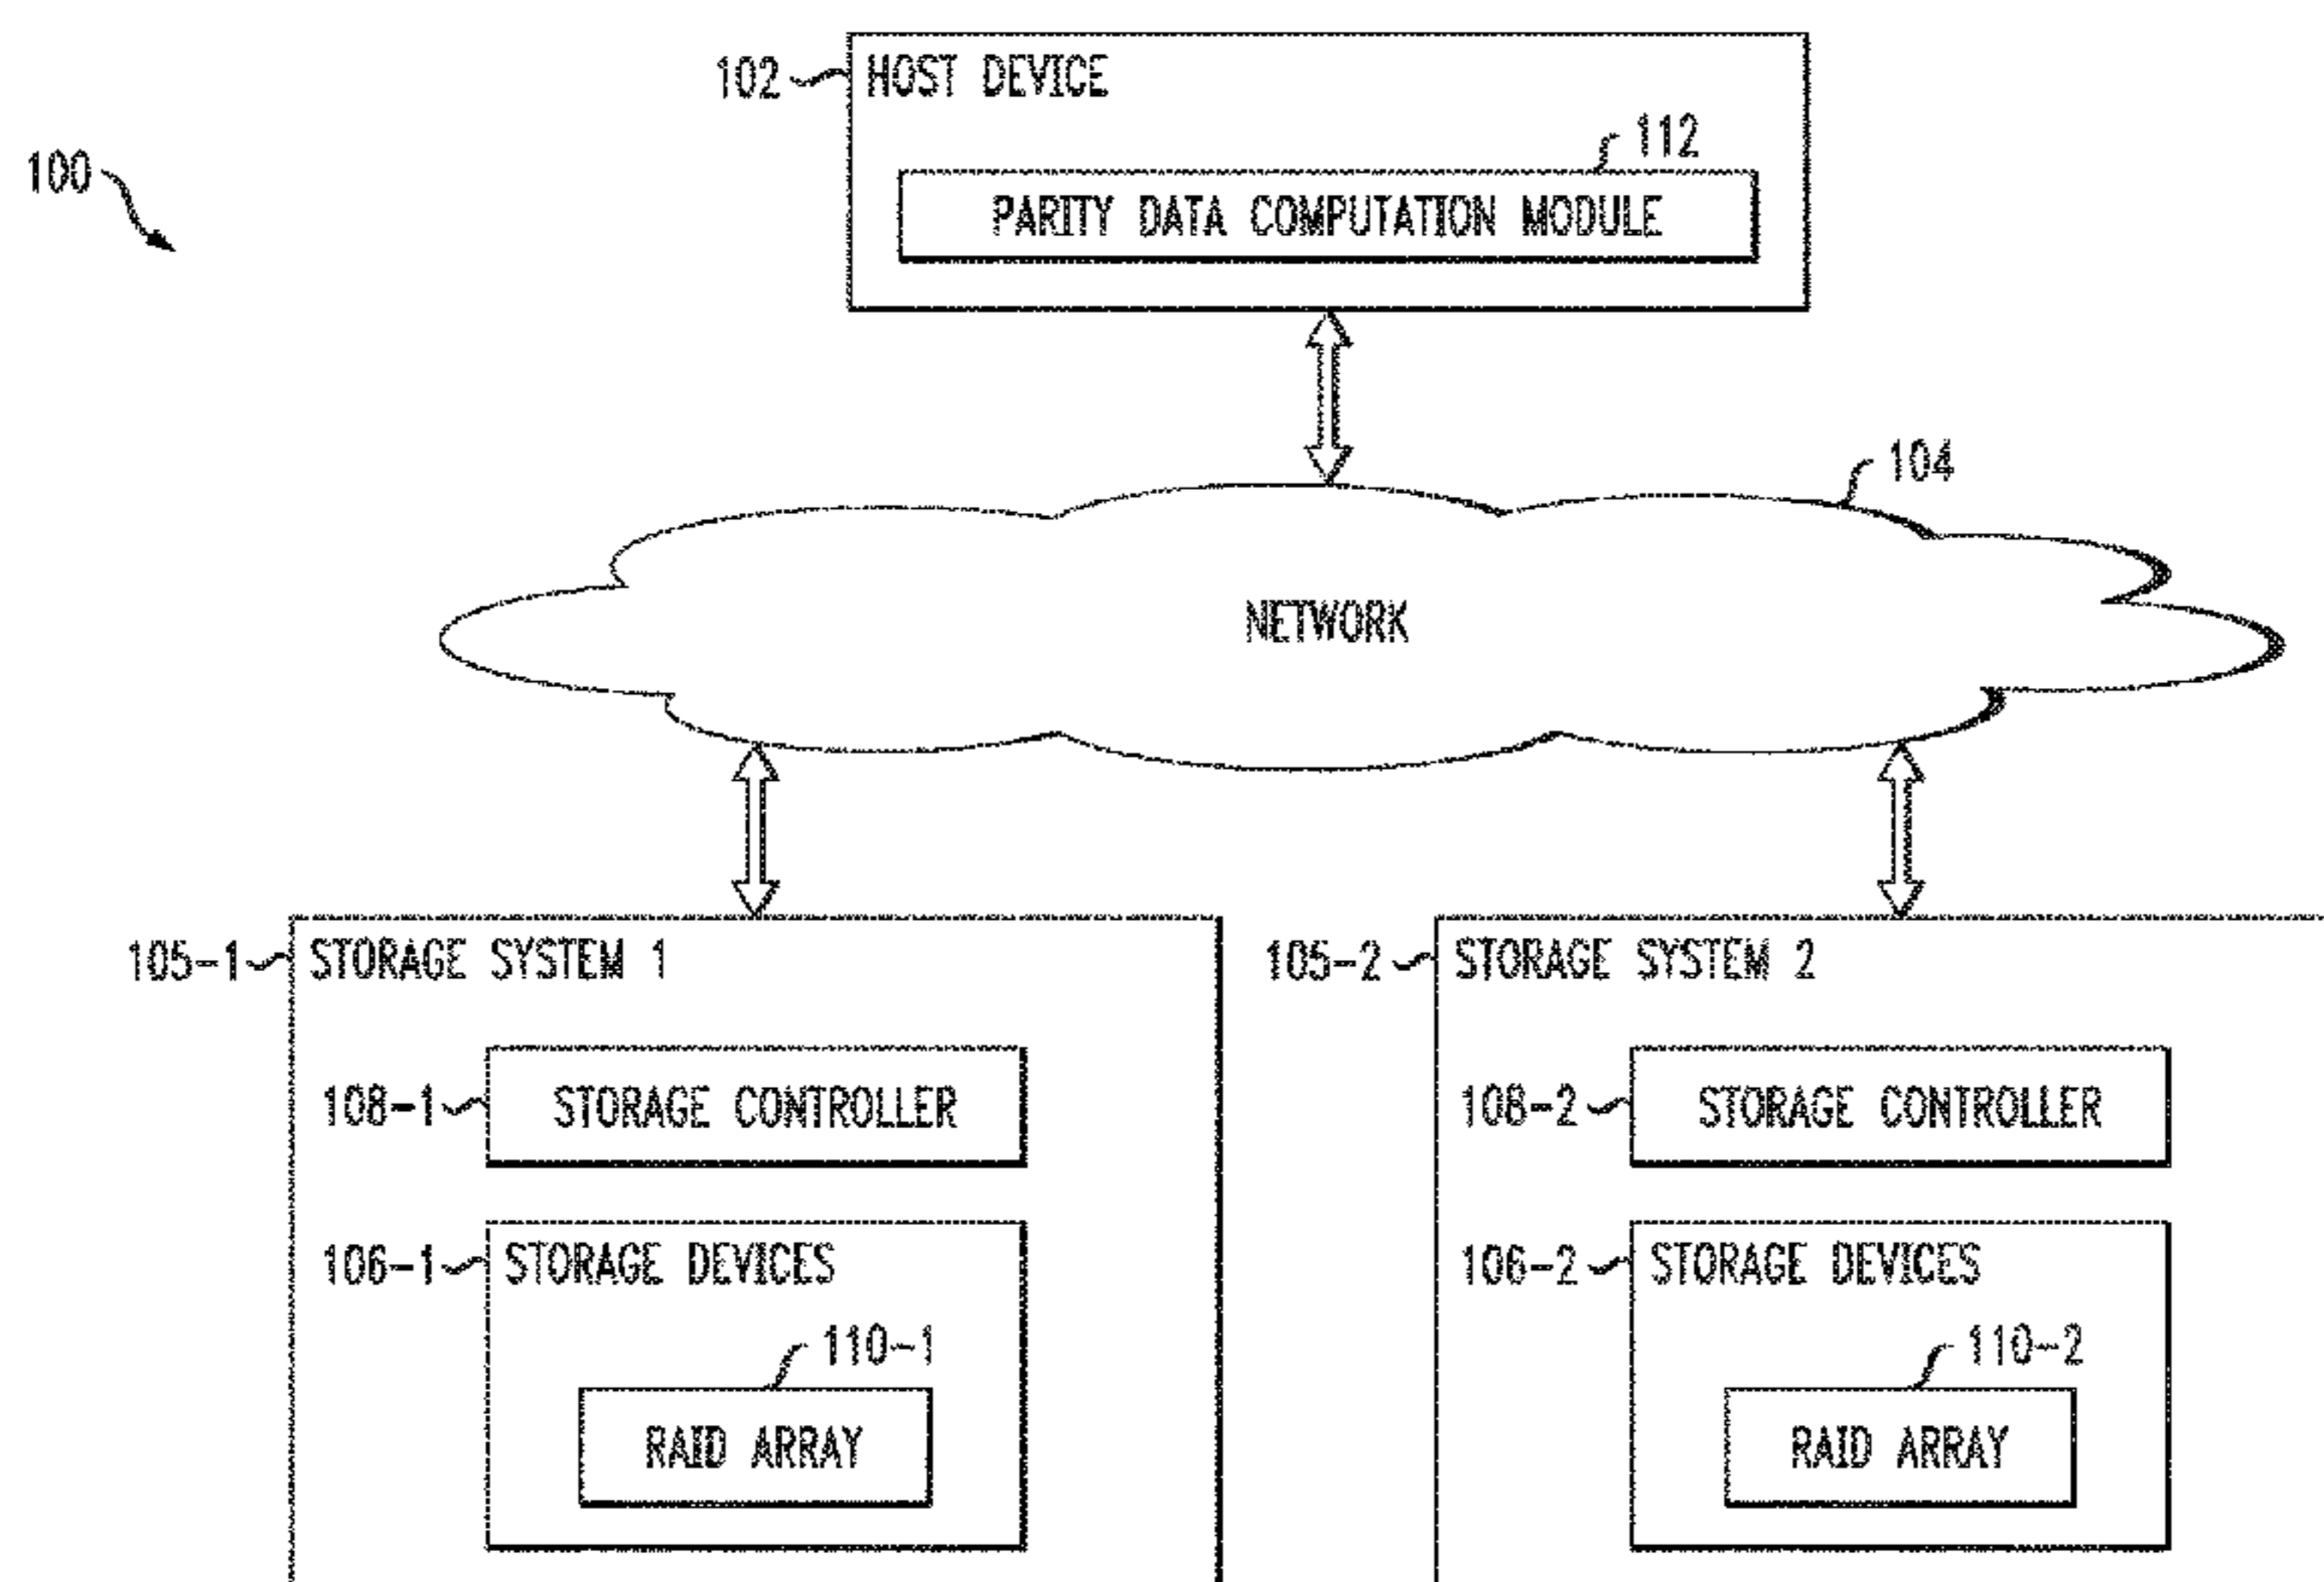 102 HOST DEVICE
112
100
PARITY DATA COMPUTATION MODULE
104
NETWORK
105-1 STORAGE SYSTEM 1
105-2 STORAGE SYSTEM 2
108-1 STORAGE CONTROLLER
108-2 STORAGE CONTROLLER
106-1 STORAGE DEVICES
106-2 STORAGE DEVICES
110-1
110-2
RAID ARRAY
RAID ARRAY